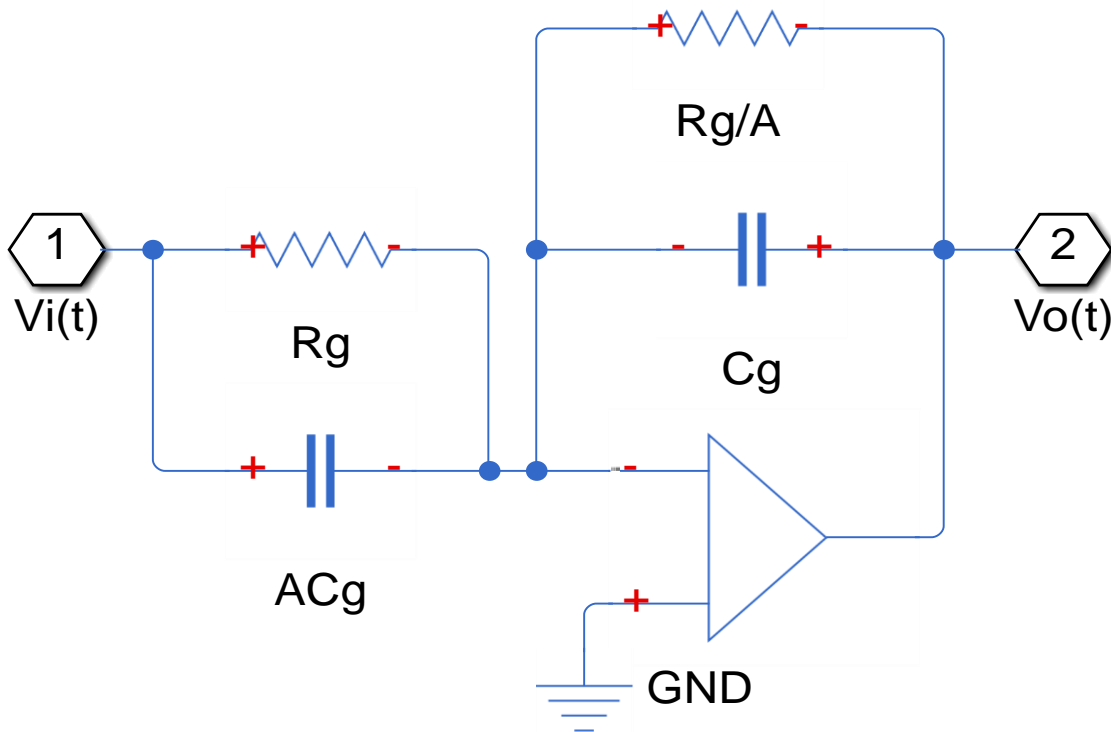 + -
Rg/A
1
Vi(t)
+ -
Rg
- +
Cg
2
Vo(t)
+ -
ACg
-
+
GND